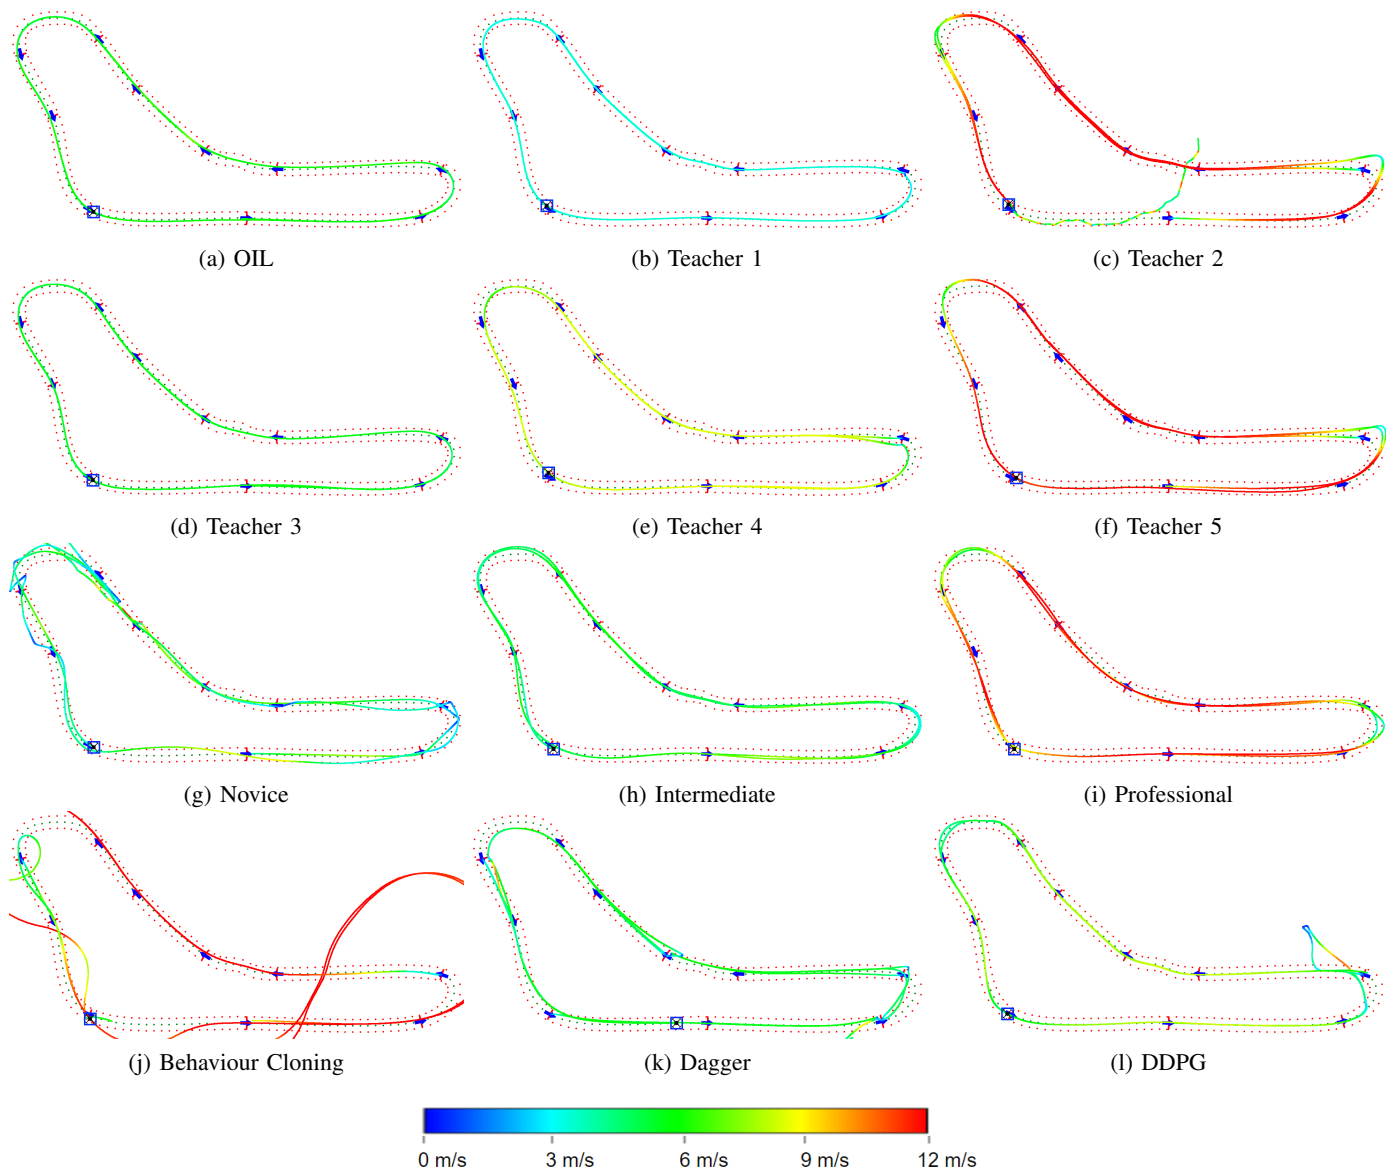 (a) OIL
(b) Teacher 1
(c) Teacher 2
(d) Teacher 3
(e) Teacher 4
(f) Teacher 5
(g) Novice
(h) Intermediate
(i) Professional
(j) Behaviour Cloning
(k) Dagger
(l) DDPG
0 m/s 3 m/s 6 m/s 9 m/s 12 m/s